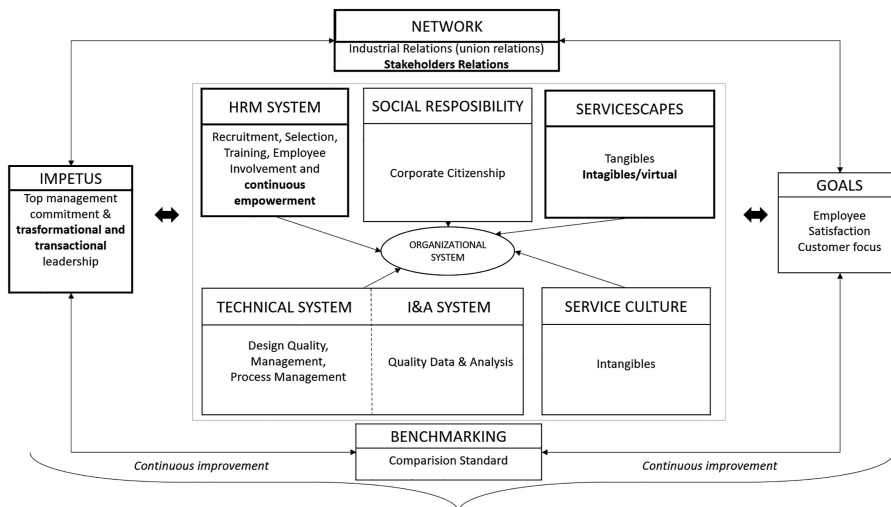 NETWORK
Industrial Relations (union relations)
Stakeholders Relations
HRM SYSTEM
Recruitment, Selection,
Training, Employee
Involvement and
continuous
empowerment
SOCIAL RESPOSIBILITY
Corporate Citizenship
SERVICESCAPES
Tangibles
Intagibles/virtual
IMPETUS
Top management
commitment &
trasformational and
transactional
leadership
GOALS
Employee
Satisfaction
Customer focus
ORGANIZATIONAL
SYSTEM
TECHNICAL SYSTEM
Design Quality,
Management,
Process Management
I&A SYSTEM
Quality Data & Analysis
SERVICE CULTURE
Intangibles
BENCHMARKING
Comparision Standard
Continuous improvement
Continuous improvement